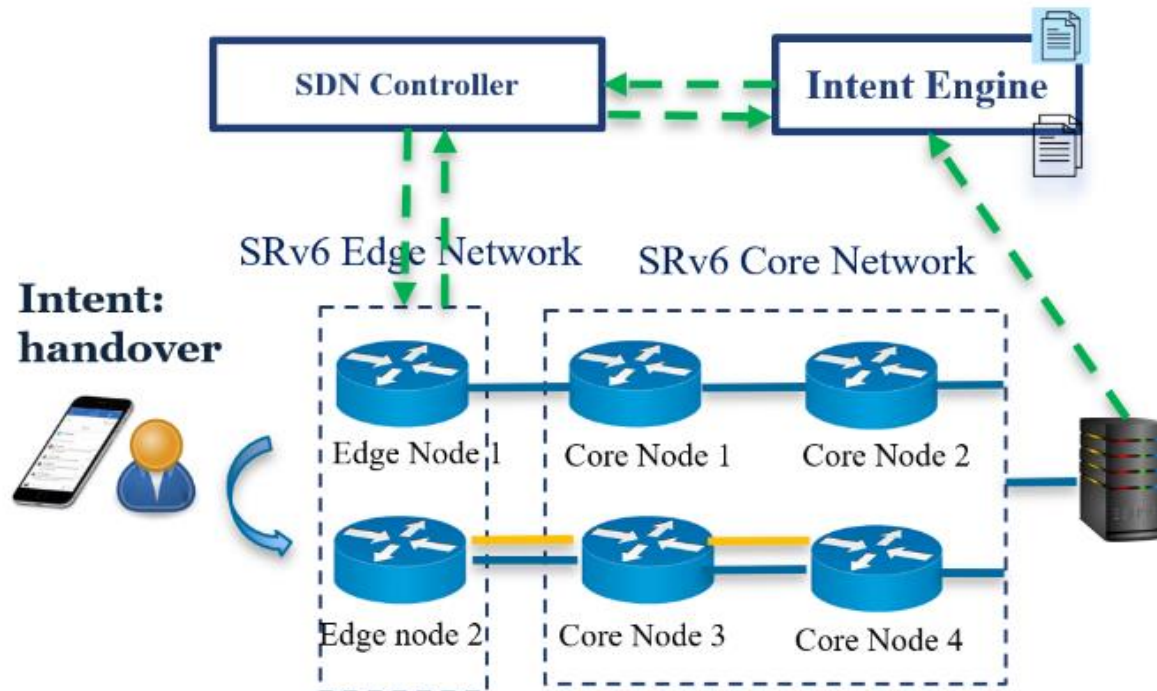 SDN Controller
Intent Engine
SRv6 Edge Network
SRv6 Core Network
Intent:
handover
Edge Node 1
Core Node 1
Core Node 2
Edge node 2
Core Node 3
Core Node 4